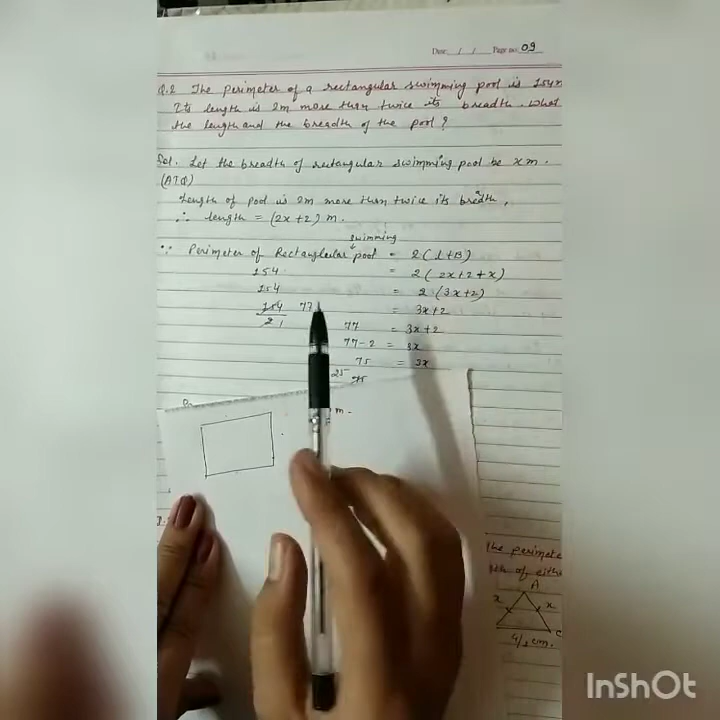 Date: / / Page no: 09
Q.2 The perimeter of a rectangular swimming pool is 154m
Its length is 2m more than twice its breadth. What
the length and the breadth of the pool?
Sol. Let the breadth of rectangular swimming pool be x m.
(ATQ)
Length of pool is 2m more than twice its breadth,
∴ length = (2x+2) m.
swimming
∵ Perimeter of Rectangular pool = 2(l+B)
154 = 2(2x+2+x)
154 = 2(3x+2)
154 77 = 3x+2
2 1
77 = 3x+2
77-2 = 3x
75 = 3x
25 75
m.
the perimete
of eithe
A
x x
C
cm.
InShOt